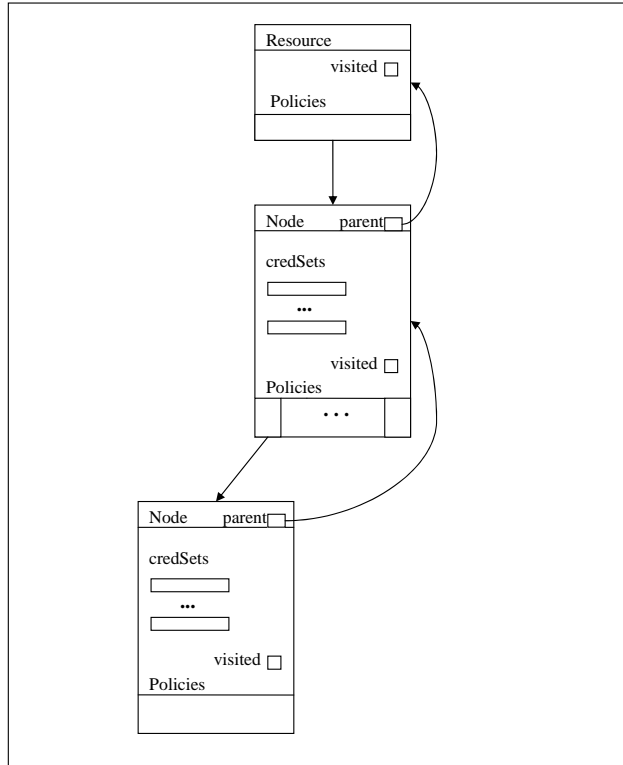 Resource
visited
Policies
Node parent
credSets
...
visited
Policies
...
Node parent
credSets
...
visited
Policies